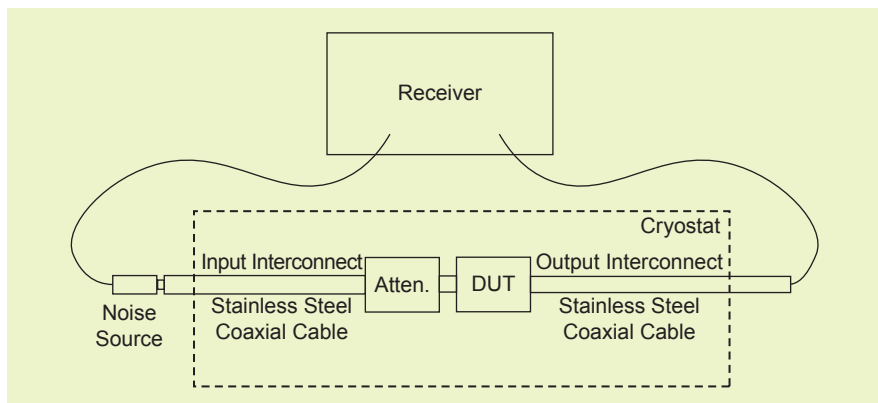 Receiver
Cryostat
Input Interconnect
Output Interconnect
Atten.
DUT
Noise
Source
Stainless Steel
Coaxial Cable
Stainless Steel
Coaxial Cable